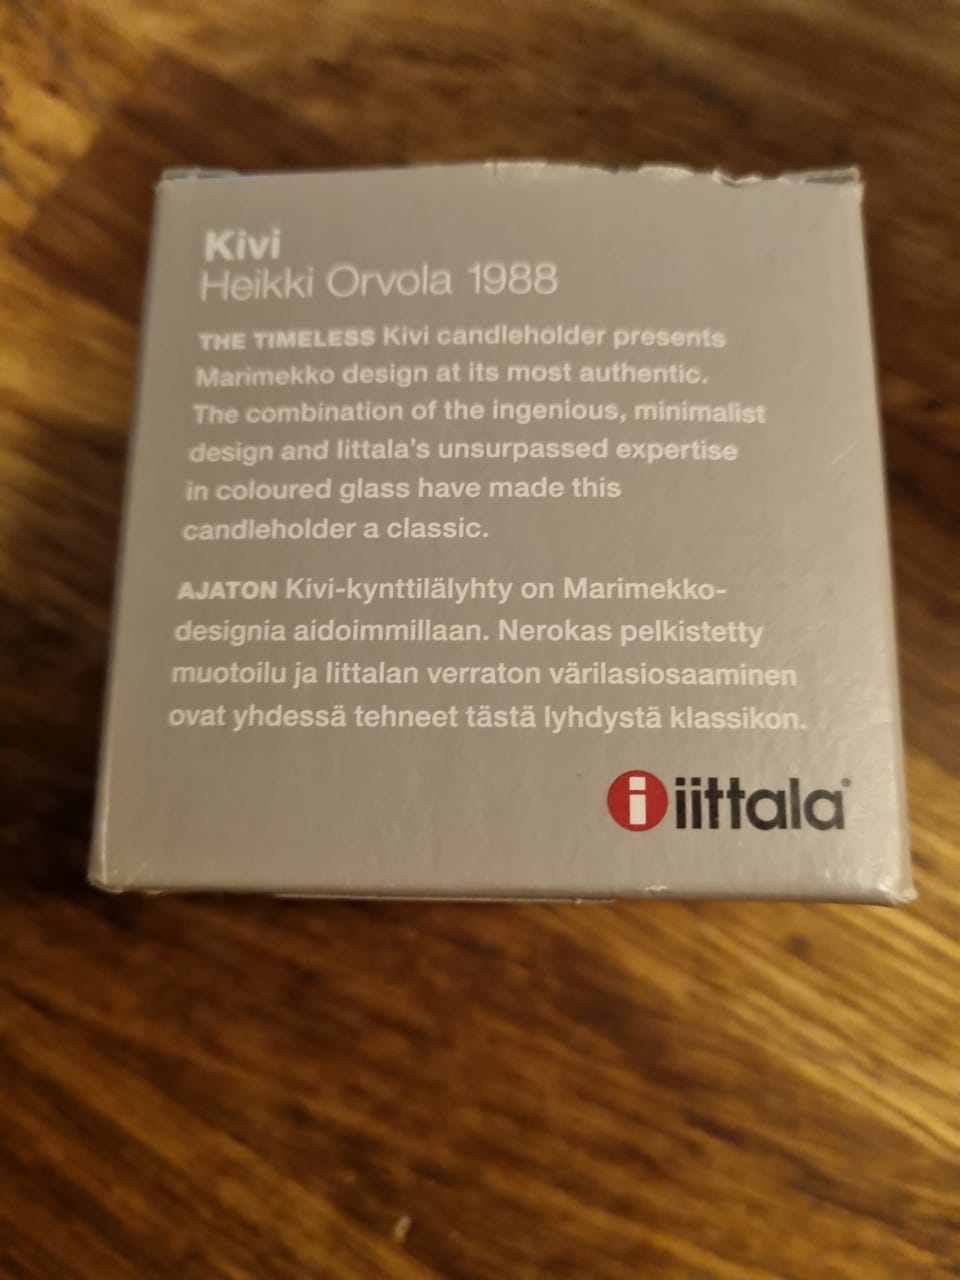 Kivi
Heikki Orvola 1988
THE TIMELESS Kivi candleholder presents
Marimekko design at its most authentic.
The combination of the ingenious, minimalist
design and Iittala's unsurpassed expertise
in coloured glass have made this
candleholder a classic.
AJATON Kivi-kynttilälyhty on Marimekko-
designia aidoimmillaan. Nerokas pelkistetty
muotoilu ja Iittalan verraton värilasiosaaminen
ovat yhdessä tehneet tästä lyhdystä klassikon.
i iittala®